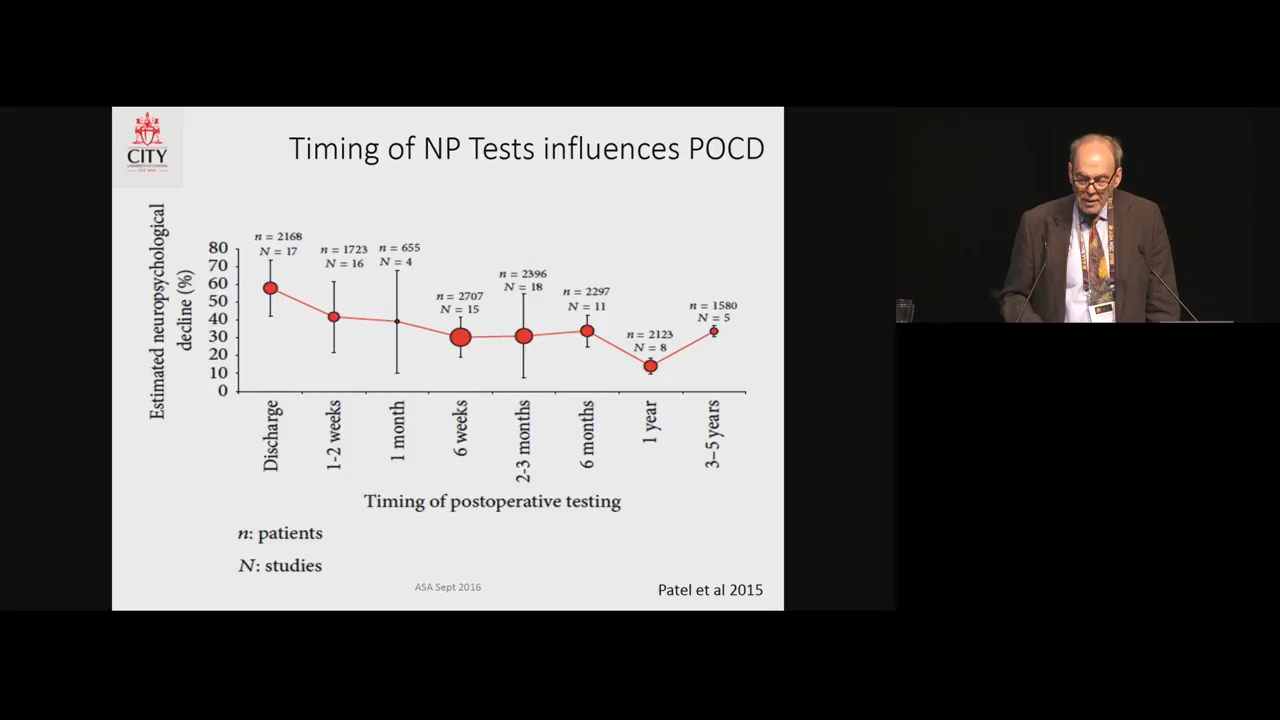 CITY
Timing of NP Tests influences POCD
Estimated neuropsychological
decline (%)
80
70
60
50
40
30
20
10
0
n = 2168
N = 17
n = 1723
N = 16
n = 655
N = 4
n = 2707
N = 15
n = 2396
N = 18
n = 2297
N = 11
n = 2123
N = 8
n = 1580
N = 5
Discharge
1-2 weeks
1 month
6 weeks
2-3 months
6 months
1 year
3–5 years
Timing of postoperative testing
n: patients
N: studies
ASA Sept 2016
Patel et al 2015